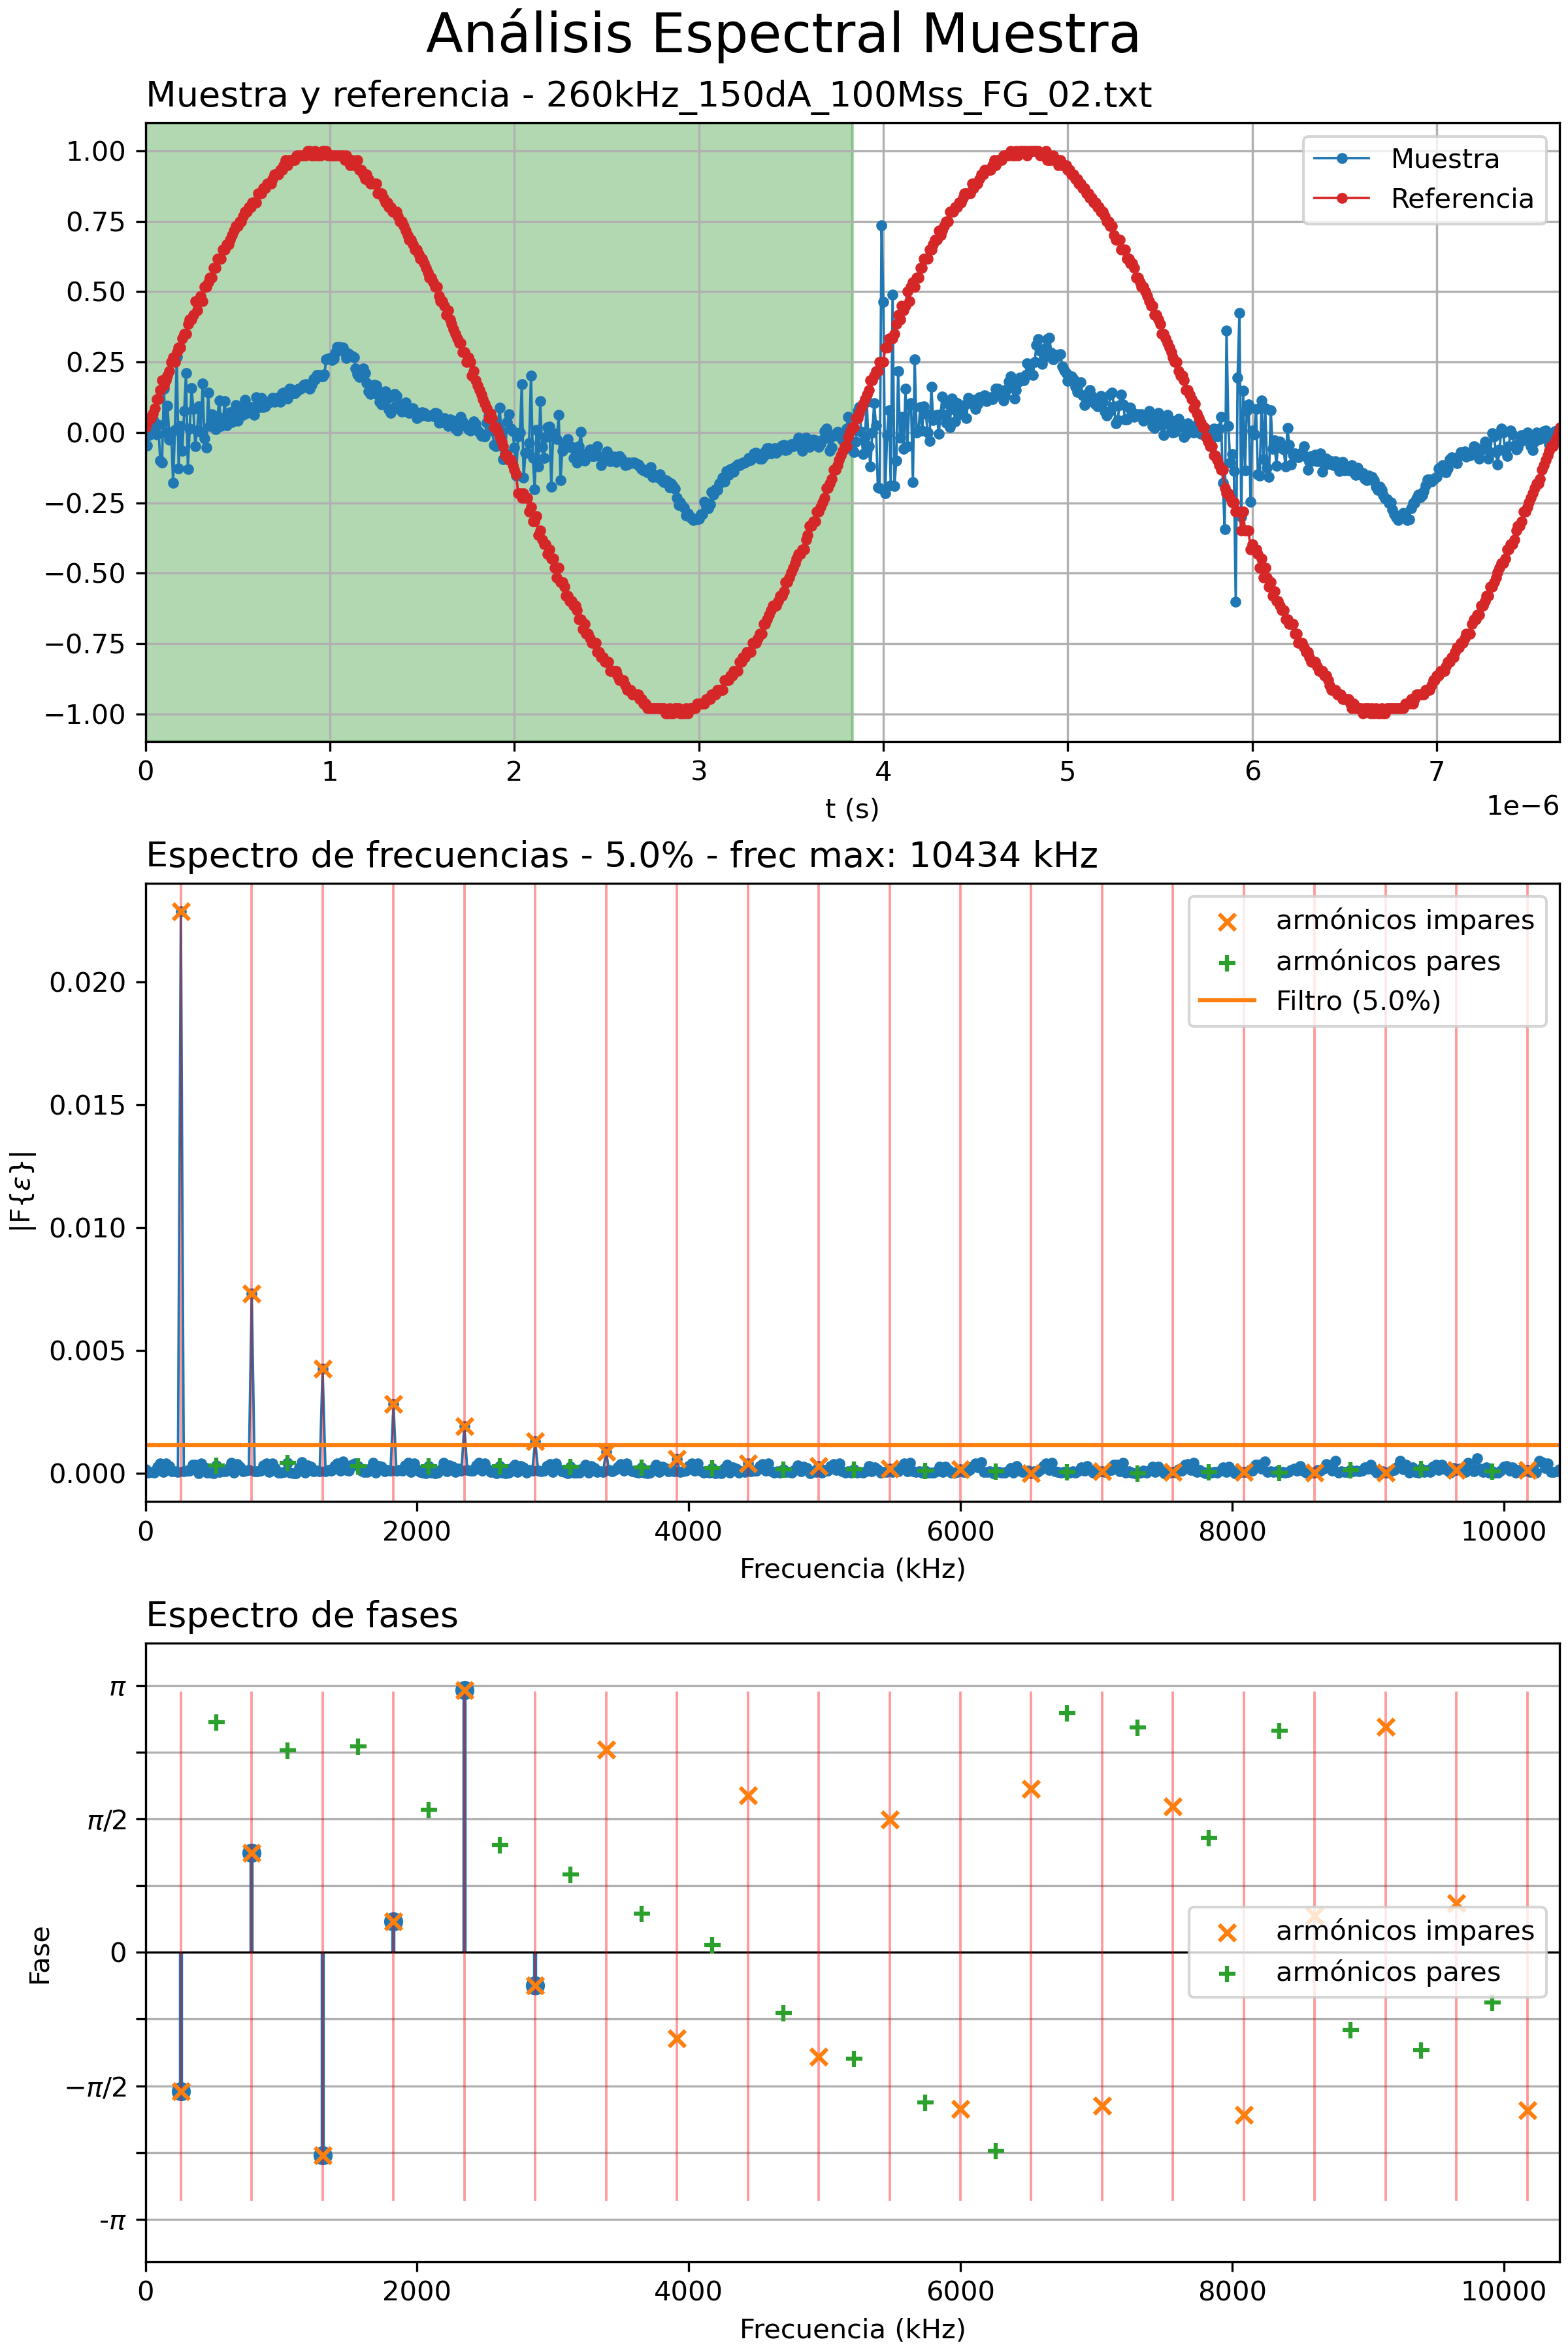 Análisis Espectral Muestra
Muestra y referencia - 260kHz_150dA_100Mss_FG_02.txt
1.00
0.75
0.50
0.25
0.00
−0.25
−0.50
−0.75
−1.00
Muestra
Referencia
0 1 2 3 4 5 6 7
t (s)
1e−6
Espectro de frecuencias - 5.0% - frec max: 10434 kHz
|F{ε}|
0.020
0.015
0.010
0.005
0.000
armónicos impares
armónicos pares
Filtro (5.0%)
0 2000 4000 6000 8000 10000
Frecuencia (kHz)
Espectro de fases
Fase
π
π/2
0
−π/2
-π
armónicos impares
armónicos pares
0 2000 4000 6000 8000 10000
Frecuencia (kHz)